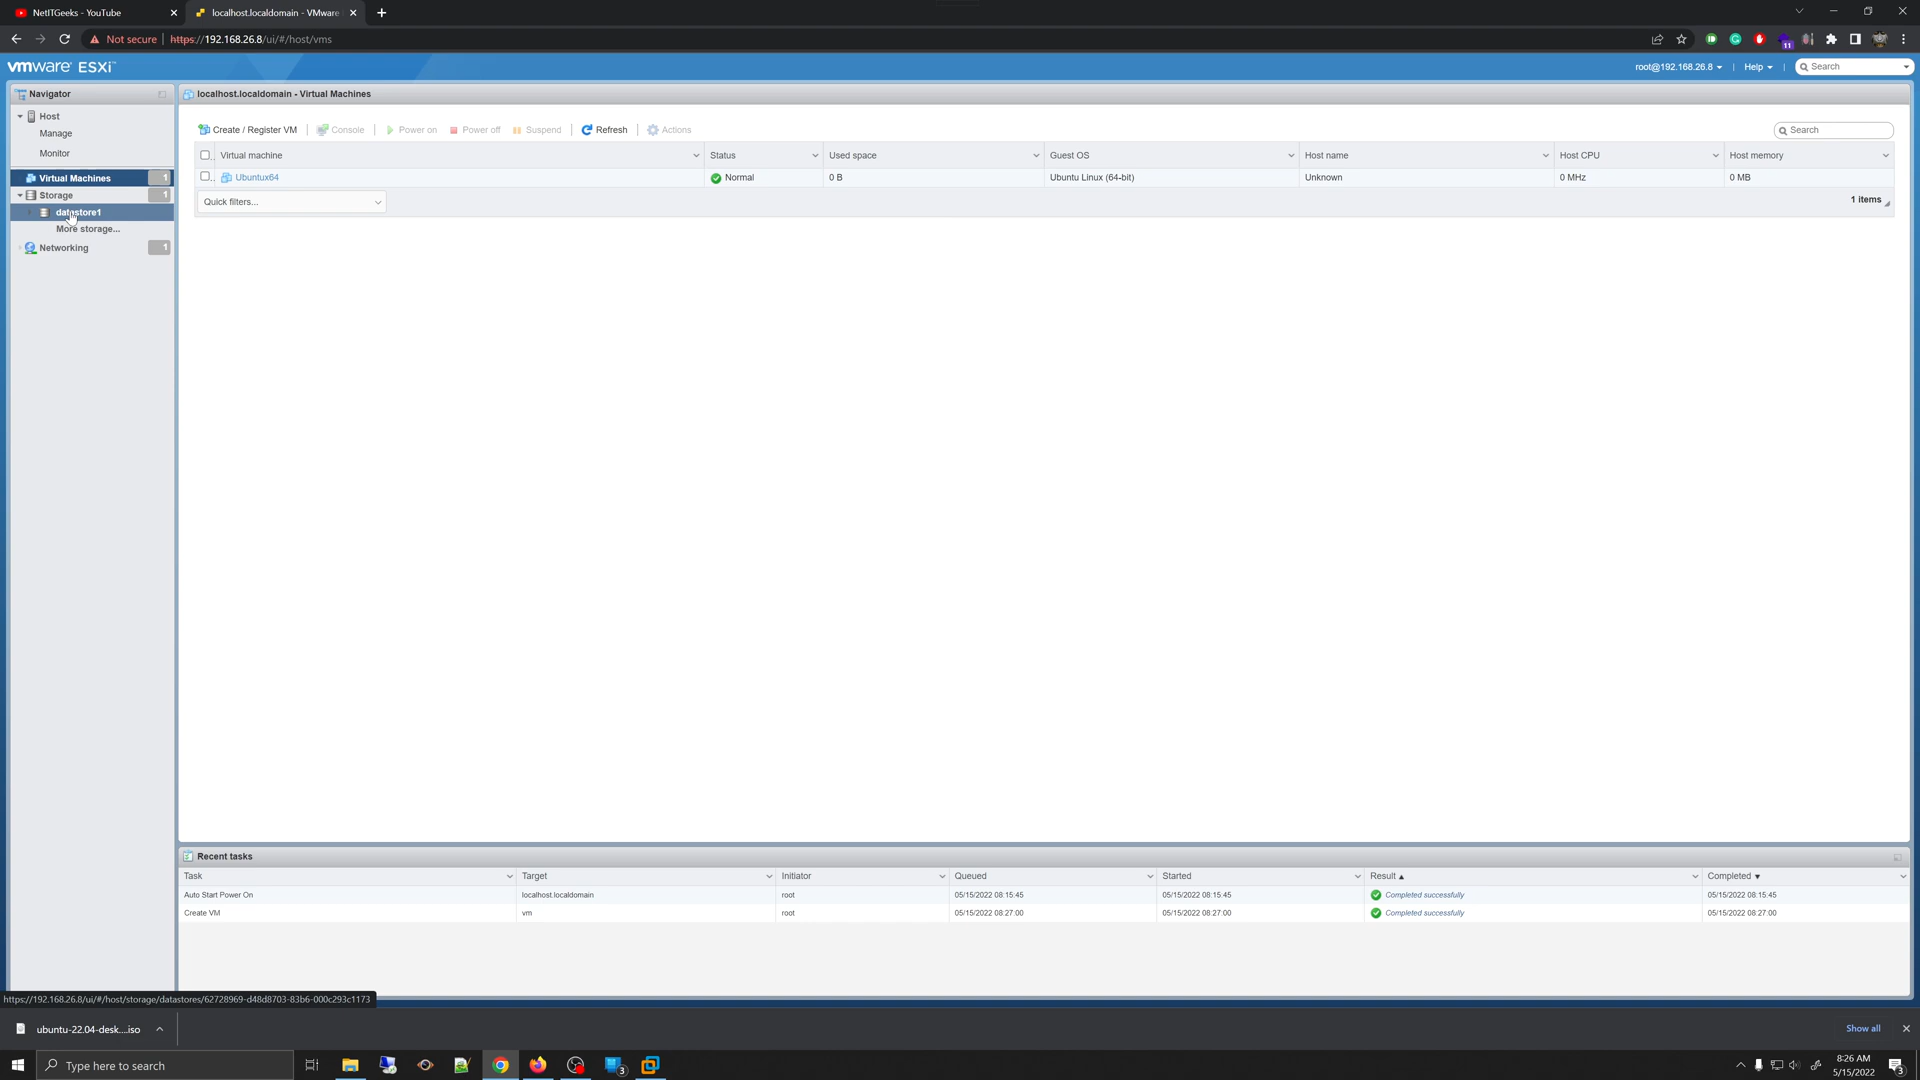 NetITGeeks - YouTube
localhost.localdomain - VMware
Not secure
https://192.168.26.8/ui/#/host/vms
11
vmware ESXi
root@192.168.26.8
Help
Search
Navigator
Host
Manage
Monitor
Virtual Machines
1
Storage
1
datastore1
More storage...
Networking
1
localhost.localdomain - Virtual Machines
Create / Register VM
Console
Power on
Power off
Suspend
Refresh
Actions
Search
Virtual machine
Status
Used space
Guest OS
Host name
Host CPU
Host memory
Ubuntux64
Normal
0 B
Ubuntu Linux (64-bit)
Unknown
0 MHz
0 MB
Quick filters...
1 items
Recent tasks
Task
Target
Initiator
Queued
Started
Result
Completed
Auto Start Power On
localhost.localdomain
root
05/15/2022 08:15:45
05/15/2022 08:15:45
Completed successfully
05/15/2022 08:15:45
Create VM
vm
root
05/15/2022 08:27:00
05/15/2022 08:27:00
Completed successfully
05/15/2022 08:27:00
https://192.168.26.8/ui/#/host/storage/datastores/62728969-d48d8703-83b6-000c293c1173
ubuntu-22.04-desk....iso
Show all
Type here to search
3
8:26 AM
5/15/2022
3